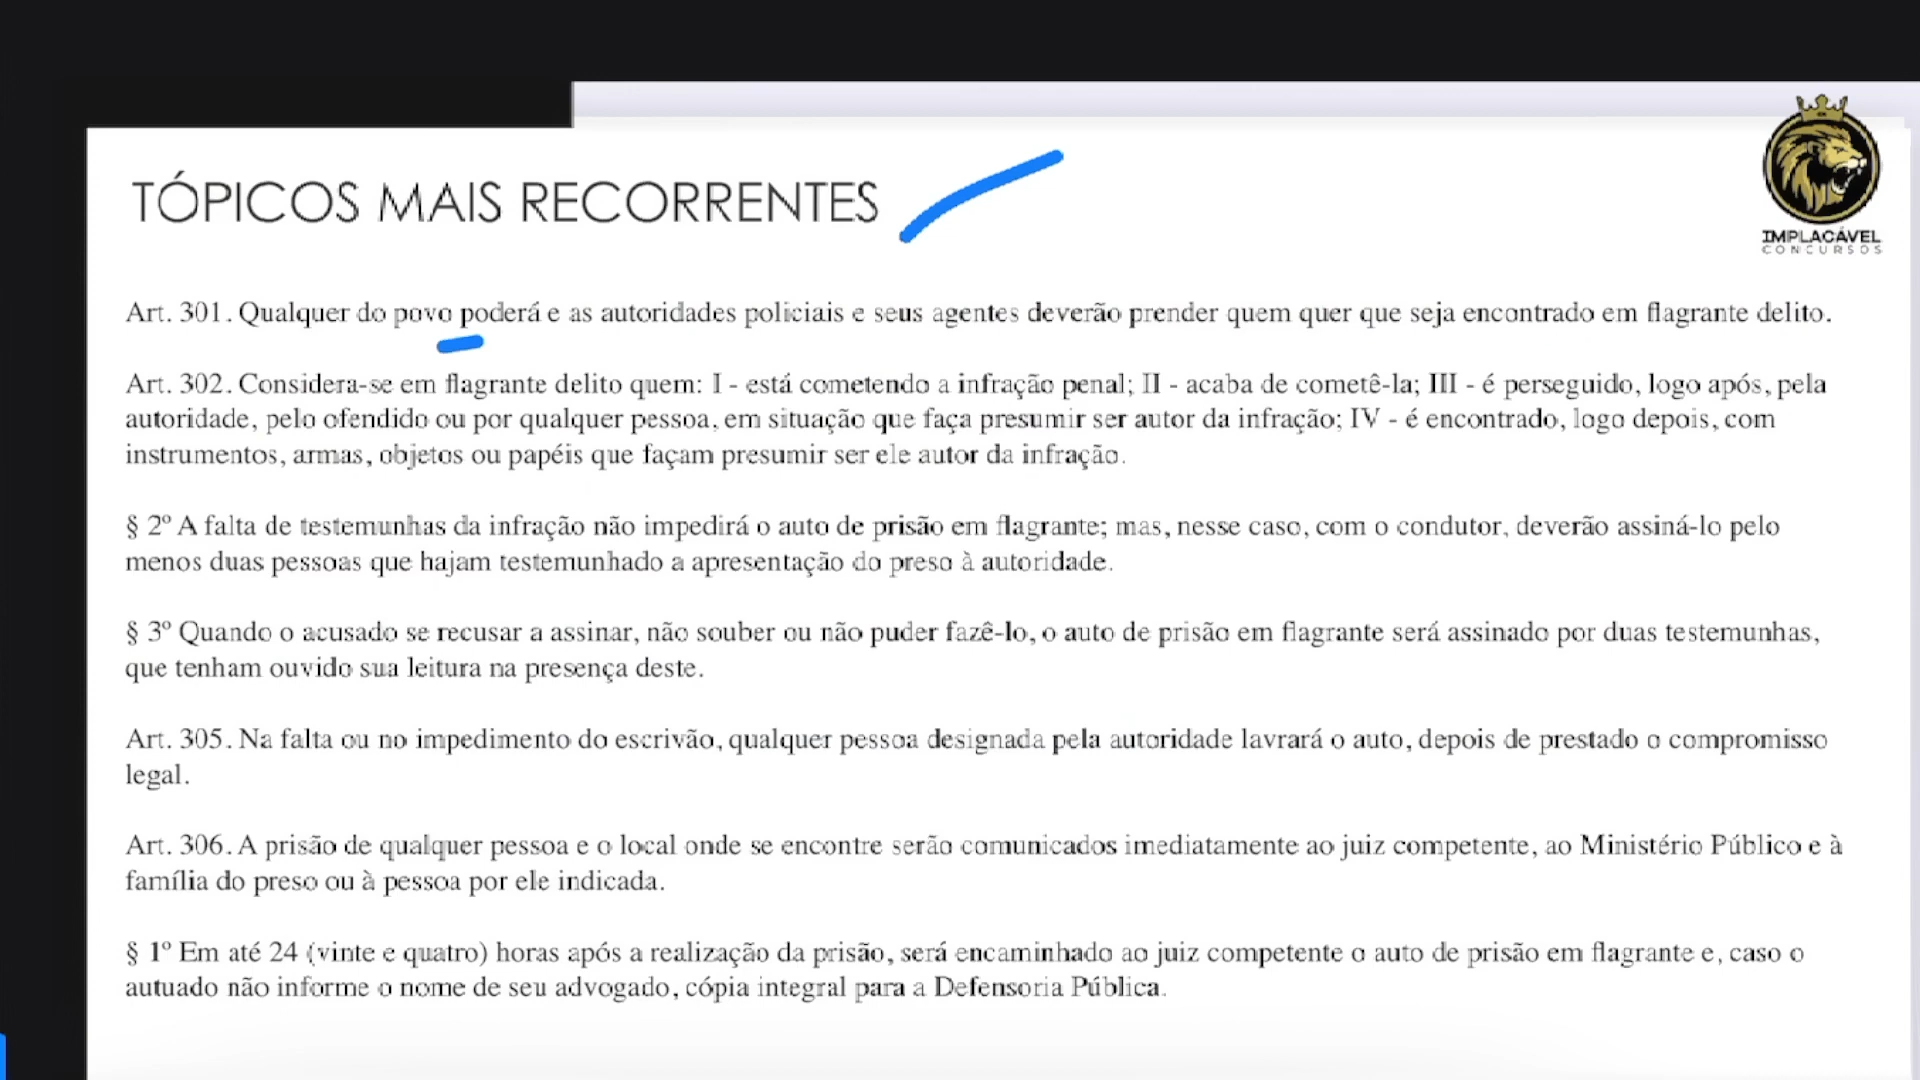 TÓPICOS MAIS RECORRENTES
IMPLACÁVEL
CONCURSOS
Art. 301. Qualquer do povo poderá e as autoridades policiais e seus agentes deverão prender quem quer que seja encontrado em flagrante delito.
Art. 302. Considera-se em flagrante delito quem: I - está cometendo a infração penal; II - acaba de cometê-la; III - é perseguido, logo após, pela
autoridade, pelo ofendido ou por qualquer pessoa, em situação que faça presumir ser autor da infração; IV - é encontrado, logo depois, com
instrumentos, armas, objetos ou papéis que façam presumir ser ele autor da infração.
§ 2º A falta de testemunhas da infração não impedirá o auto de prisão em flagrante; mas, nesse caso, com o condutor, deverão assiná-lo pelo
menos duas pessoas que hajam testemunhado a apresentação do preso à autoridade.
§ 3º Quando o acusado se recusar a assinar, não souber ou não puder fazê-lo, o auto de prisão em flagrante será assinado por duas testemunhas,
que tenham ouvido sua leitura na presença deste.
Art. 305. Na falta ou no impedimento do escrivão, qualquer pessoa designada pela autoridade lavrará o auto, depois de prestado o compromisso
legal.
Art. 306. A prisão de qualquer pessoa e o local onde se encontre serão comunicados imediatamente ao juiz competente, ao Ministério Público e à
família do preso ou à pessoa por ele indicada.
§ 1º Em até 24 (vinte e quatro) horas após a realização da prisão, será encaminhado ao juiz competente o auto de prisão em flagrante e, caso o
autuado não informe o nome de seu advogado, cópia integral para a Defensoria Pública.